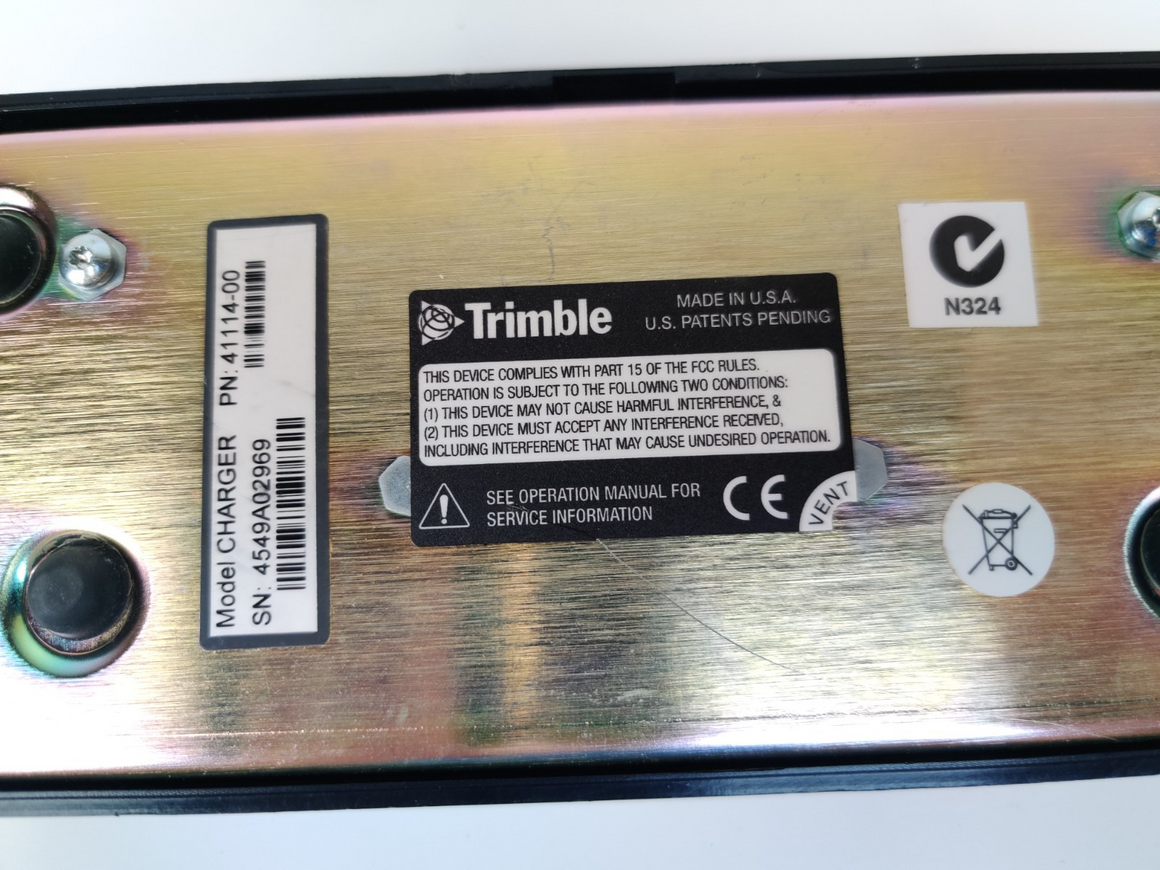 Model CHARGER PN: 41114-00
SN: 4549A02969
Trimble
MADE IN U.S.A.
U.S. PATENTS PENDING
THIS DEVICE COMPLIES WITH PART 15 OF THE FCC RULES.
OPERATION IS SUBJECT TO THE FOLLOWING TWO CONDITIONS:
(1) THIS DEVICE MAY NOT CAUSE HARMFUL INTERFERENCE, &
(2) THIS DEVICE MUST ACCEPT ANY INTERFERENCE RECEIVED,
INCLUDING INTERFERENCE THAT MAY CAUSE UNDESIRED OPERATION.
SEE OPERATION MANUAL FOR
SERVICE INFORMATION
CE
VENT
N324